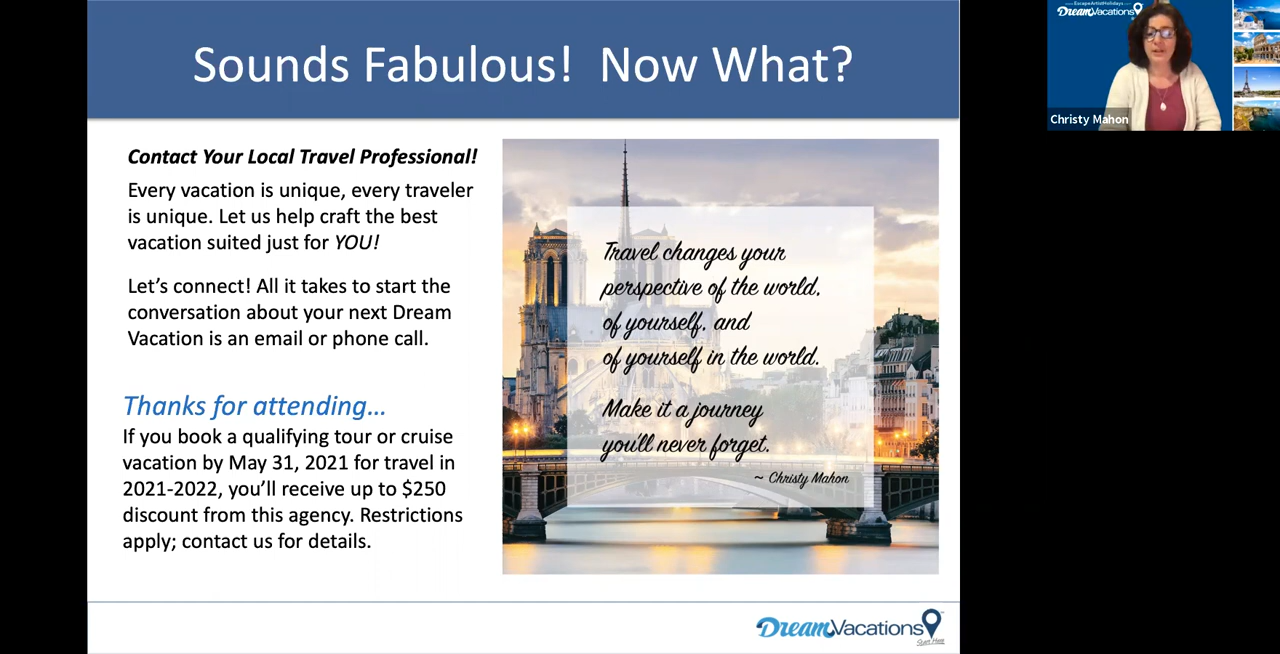 Sounds Fabulous! Now What?
Contact Your Local Travel Professional!
Every vacation is unique, every traveler
is unique. Let us help craft the best
vacation suited just for YOU!
Let’s connect! All it takes to start the
conversation about your next Dream
Vacation is an email or phone call.
Thanks for attending…
If you book a qualifying tour or cruise
vacation by May 31, 2021 for travel in
2021-2022, you’ll receive up to $250
discount from this agency. Restrictions
apply; contact us for details.
Travel changes your
perspective of the world,
of yourself, and
of yourself in the world.
Make it a journey
you'll never forget.
~ Christy Mahon
DreamVacations
Start Here
EscapeArtistHolidays
DreamVacations
Christy Mahon